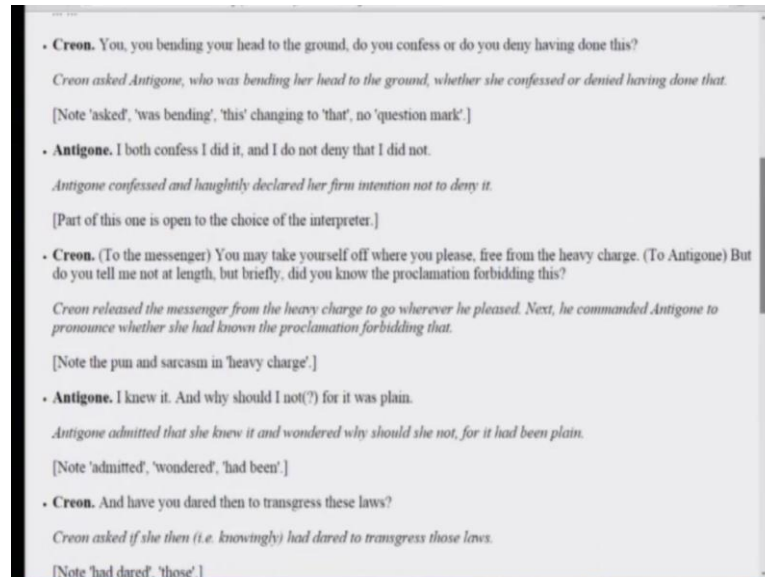 • Creon. You, you bending your head to the ground, do you confess or do you deny having done this?
Creon asked Antigone, who was bending her head to the ground, whether she confessed or denied having done that.
[Note 'asked', 'was bending', 'this' changing to 'that', no 'question mark'.]
• Antigone. I both confess I did it, and I do not deny that I did not.
Antigone confessed and haughtily declared her firm intention not to deny it.
[Part of this one is open to the choice of the interpreter.]
• Creon. (To the messenger) You may take yourself off where you please, free from the heavy charge. (To Antigone) But
do you tell me not at length, but briefly, did you know the proclamation forbidding this?
Creon released the messenger from the heavy charge to go wherever he pleased. Next, he commanded Antigone to
pronounce whether she had known the proclamation forbidding that.
[Note the pun and sarcasm in 'heavy charge'.]
• Antigone. I knew it. And why should I not(?) for it was plain.
Antigone admitted that she knew it and wondered why should she not, for it had been plain.
[Note 'admitted', 'wondered', 'had been'.]
• Creon. And have you dared then to transgress these laws?
Creon asked if she then (i.e. knowingly) had dared to transgress those laws.
[Note 'had dared', 'those'.]